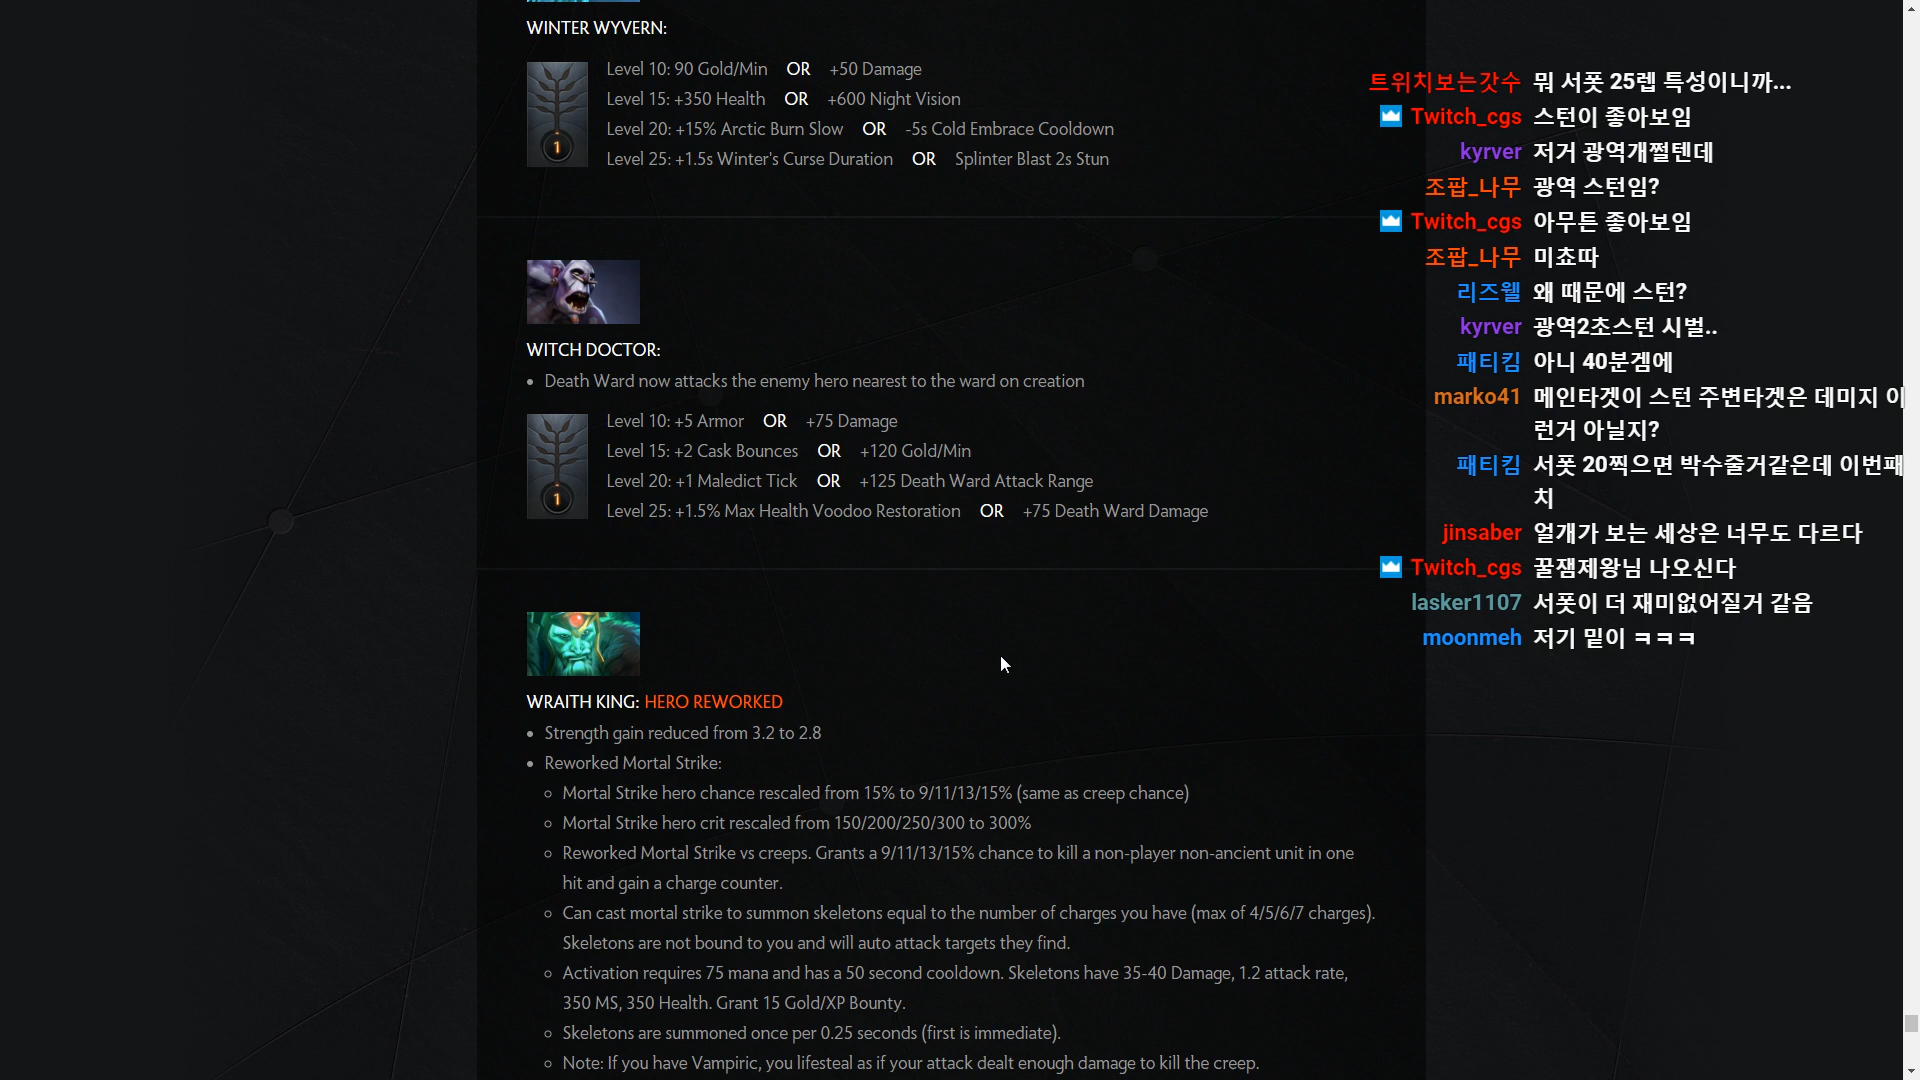 WINTER WYVERN:
Level 10: 90 Gold/Min OR +50 Damage
Level 15: +350 Health OR +600 Night Vision
Level 20: +15% Arctic Burn Slow OR -5s Cold Embrace Cooldown
1
Level 25: +1.5s Winter's Curse Duration OR Splinter Blast 2s Stun
WITCH DOCTOR:
• Death Ward now attacks the enemy hero nearest to the ward on creation
Level 10: +5 Armor OR +75 Damage
Level 15: +2 Cask Bounces OR +120 Gold/Min
Level 20: +1 Maledict Tick OR +125 Death Ward Attack Range
1
Level 25: +1.5% Max Health Voodoo Restoration OR +75 Death Ward Damage
WRAITH KING: HERO REWORKED
• Strength gain reduced from 3.2 to 2.8
• Reworked Mortal Strike:
○ Mortal Strike hero chance rescaled from 15% to 9/11/13/15% (same as creep chance)
○ Mortal Strike hero crit rescaled from 150/200/250/300 to 300%
○ Reworked Mortal Strike vs creeps. Grants a 9/11/13/15% chance to kill a non-player non-ancient unit in one
hit and gain a charge counter.
○ Can cast mortal strike to summon skeletons equal to the number of charges you have (max of 4/5/6/7 charges).
Skeletons are not bound to you and will auto attack targets they find.
○ Activation requires 75 mana and has a 50 second cooldown. Skeletons have 35-40 Damage, 1.2 attack rate,
350 MS, 350 Health. Grant 15 Gold/XP Bounty.
○ Skeletons are summoned once per 0.25 seconds (first is immediate).
○ Note: If you have Vampiric, you lifesteal as if your attack dealt enough damage to kill the creep.
트위치보는갓수 뭐 서폿 25렙 특성이니까...
Twitch_cgs 스턴이 좋아보임
kyrver 저거 광역개쩔텐데
조팝_나무 광역 스턴임?
Twitch_cgs 아무튼 좋아보임
조팝_나무 미쵸따
리즈웰 왜 때문에 스턴?
kyrver 광역2초스턴 시벌..
패티킴 아니 40분겜에
marko41 메인타겟이 스턴 주변타겟은 데미지 이
런거 아닐지?
패티킴 서폿 20찍으면 박수줄거같은데 이번패
치
jinsaber 얼개가 보는 세상은 너무도 다르다
Twitch_cgs 꿀잼제왕님 나오신다
lasker1107 서폿이 더 재미없어질거 같음
moonmeh 저기 밑이 ㅋㅋㅋ